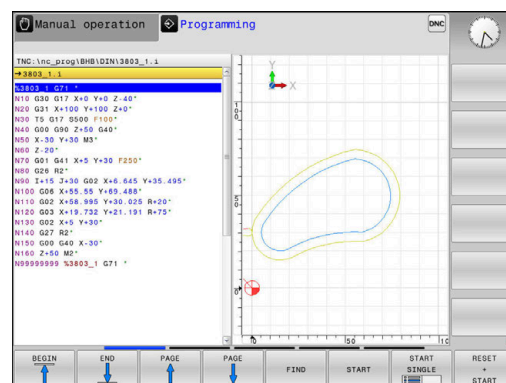 Manual operation
Programming
DNC
TNC:\nc_prog\BHB\DIN\3803_1.i
→3803_1.i
%3803_1 G71 *
N10 G30 G17 X+0 Y+0 Z-40*
N20 G31 X+100 Y+100 Z+0*
N30 T5 G17 S500 F100*
N40 G00 G90 Z+50 G40*
N50 X-30 Y+30 M3*
N60 Z-20*
N70 G01 G41 X+5 Y+30 F250*
N80 G26 R2*
N90 I+15 J+30 G02 X+6.645 Y+35.495*
N100 G06 X+55.55 Y+69.488*
N110 G02 X+58.995 Y+30.025 R+20*
N120 G03 X+19.732 Y+21.191 R+75*
N130 G02 X+5 Y+30*
N140 G27 R2*
N150 G00 G40 X-30*
N160 Z+50 M2*
N99999999 %3803_1 G71 *
Y
X
100
50
0
0
50
10
BEGIN
END
PAGE
PAGE
FIND
START
START
SINGLE
RESET
+
START